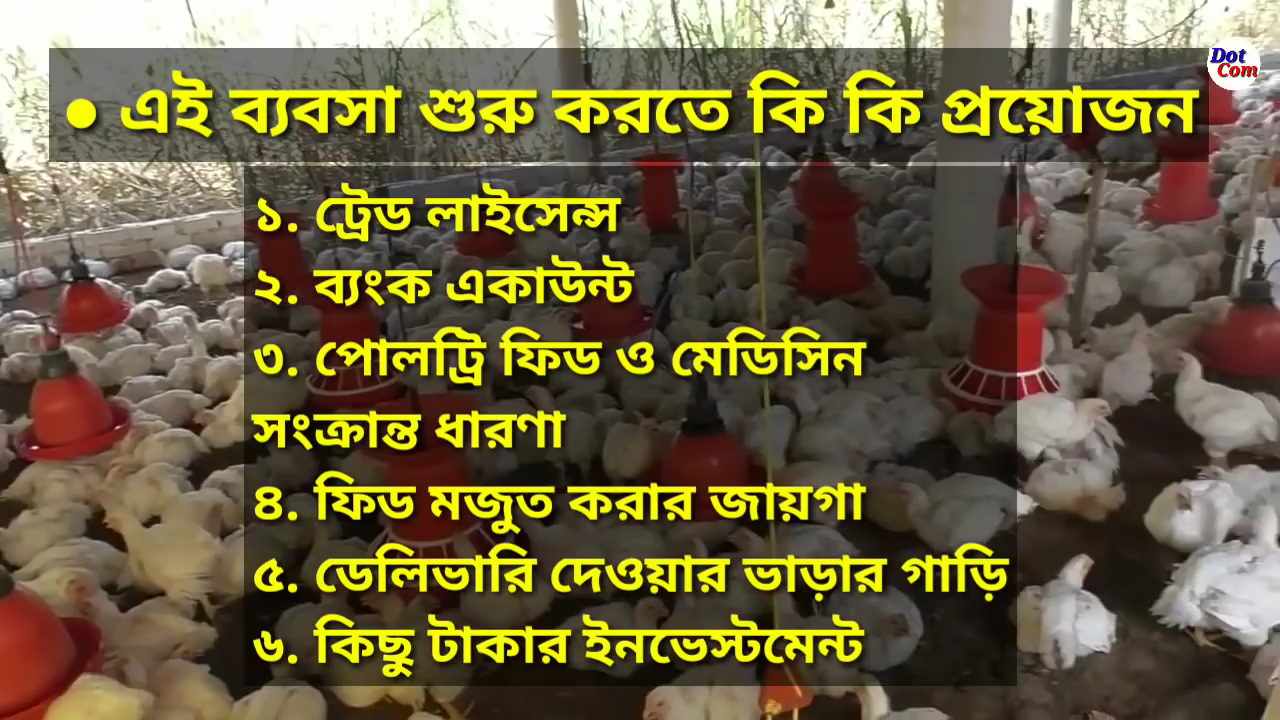 Dot
Com
● এই ব্যবসা শুরু করতে কি কি প্রয়োজন
১. ট্রেড লাইসেন্স
২. ব্যংক একাউন্ট
৩. পোলট্রি ফিড ও মেডিসিন
সংক্রান্ত ধারণা
৪. ফিড মজুত করার জায়গা
৫. ডেলিভারি দেওয়ার ভাড়ার গাড়ি
৬. কিছু টাকার ইনভেস্টমেন্ট